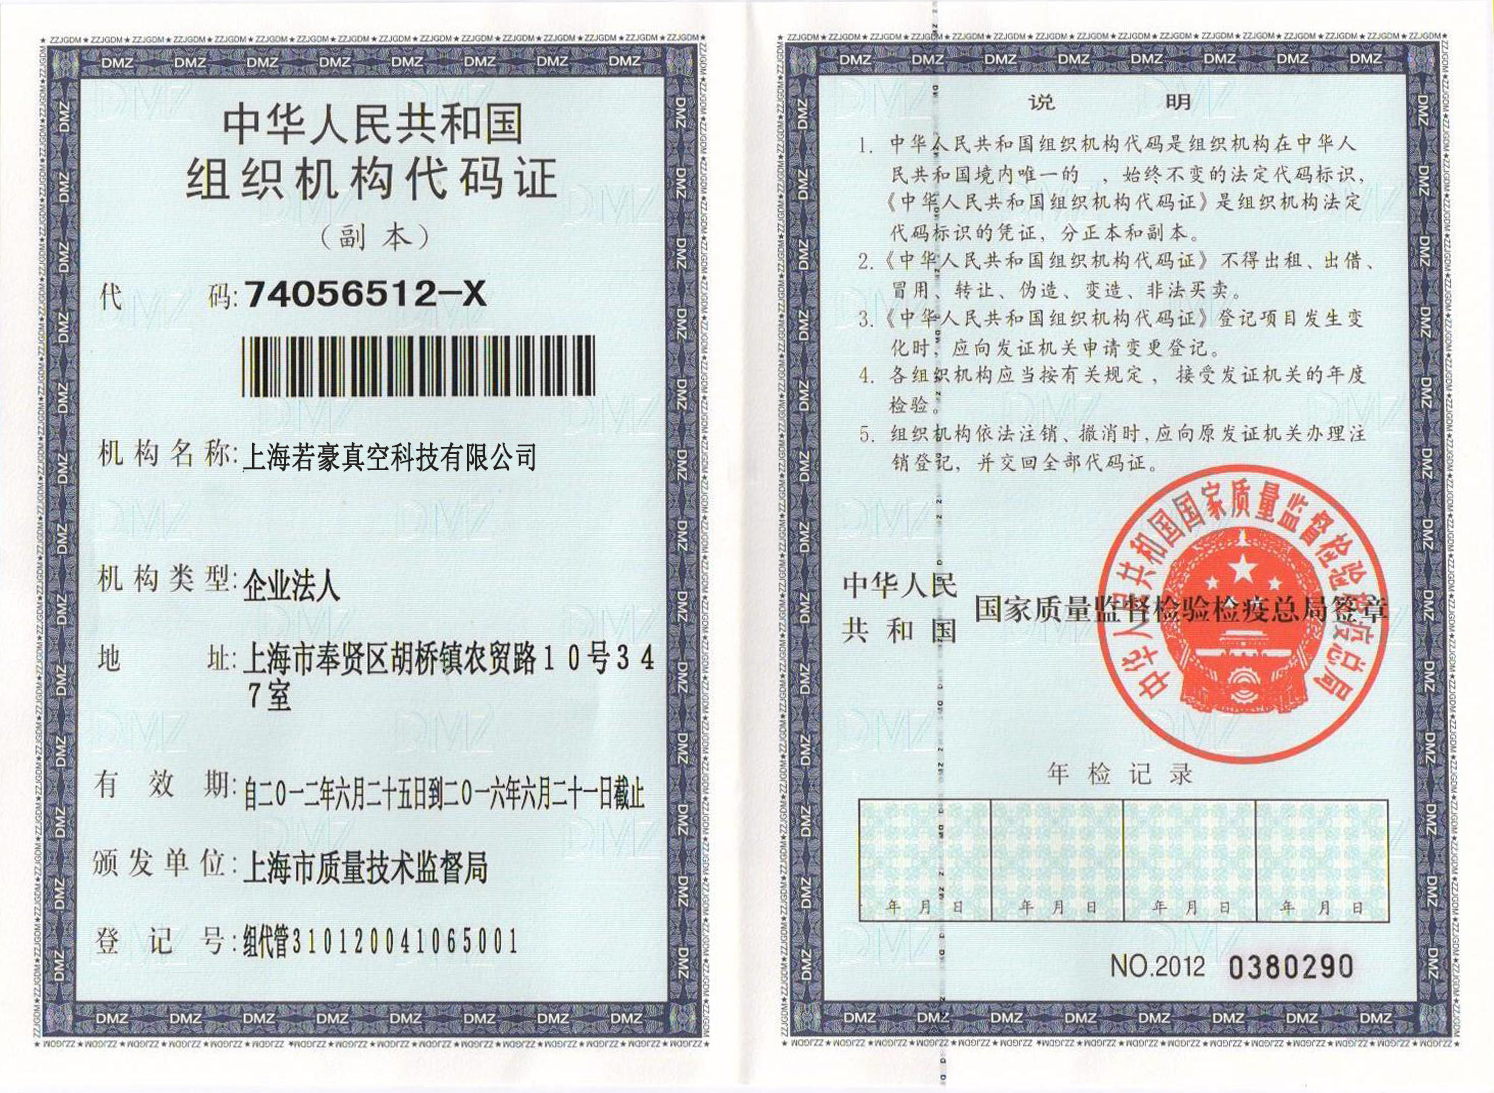 中华人民共和国
组织机构代码证
(副 本)
代 码: 74056512-X
机构名称: 上海若豪真空科技有限公司
机构类型: 企业法人
地 址: 上海市奉贤区胡桥镇农贸路10号34
7室
有 效 期: 自二0一二年六月二十五日到二0一六年六月二十一日截止
颁发单位: 上海市质量技术监督局
登 记 号: 组代管310120041065001
说 明
1. 中华人民共和国组织机构代码是组织机构在中华人
民共和国境内唯一的 ,始终不变的法定代码标识,
《中华人民共和国组织机构代码证》是组织机构法定
代码标识的凭证,分正本和副本。
2.《中华人民共和国组织机构代码证》不得出租、出借、
冒用、转让、伪造、变造、非法买卖。
3.《中华人民共和国组织机构代码证》登记项目发生变
化时,应向发证机关申请变更登记。
4. 各组织机构应当按有关规定,接受发证机关的年度
检验。
5. 组织机构依法注销、撤消时,应向原发证机关办理注
销登记,并交回全部代码证。
中华人民
共和国 国家质量监督检验检疫总局签章
中华人民共和国国家质量监督检验检疫总局
年检记录
年 月 日 年 月 日 年 月 日 年 月 日
NO.2012 0380290